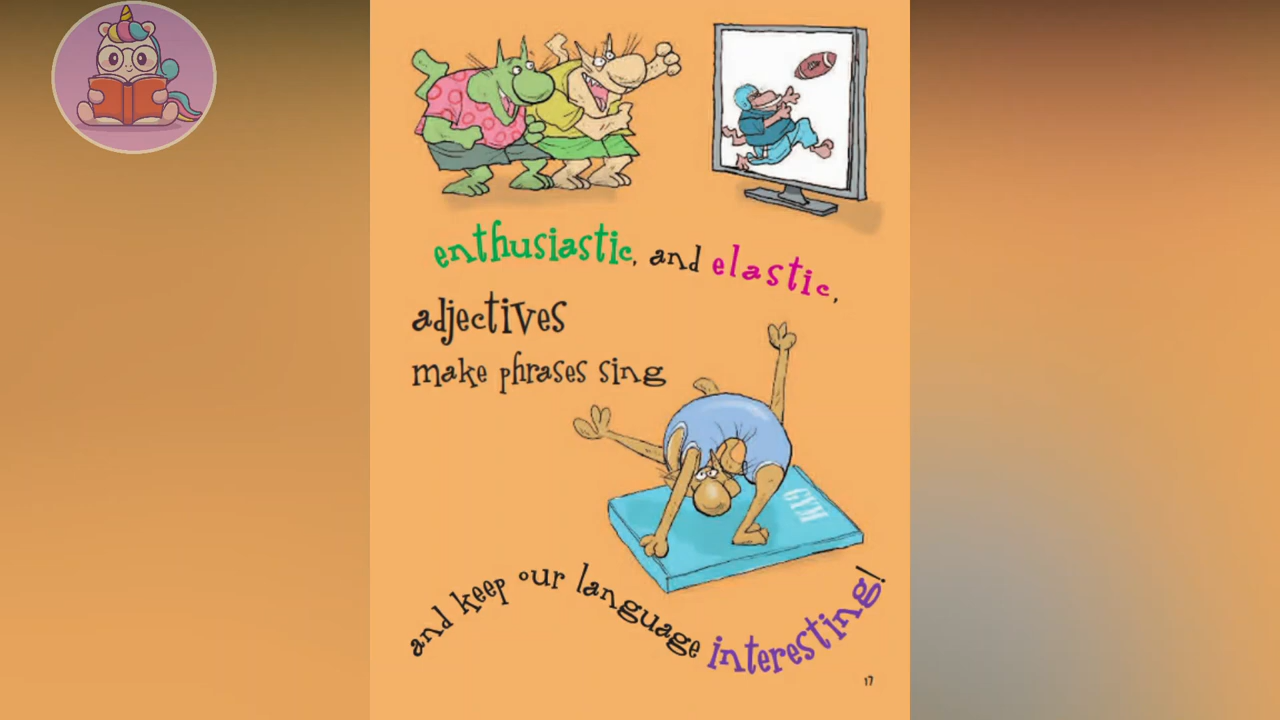 enthusiastic, and elastic,
adjectives
make phrases sing
GYM
and keep our language interesting!
17